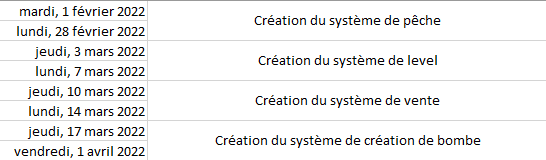 mardi, 1 février 2022
Création du système de pêche
lundi, 28 février 2022
jeudi, 3 mars 2022
Création du système de level
lundi, 7 mars 2022
jeudi, 10 mars 2022
Création du système de vente
lundi, 14 mars 2022
jeudi, 17 mars 2022
Création du système de création de bombe
vendredi, 1 avril 2022